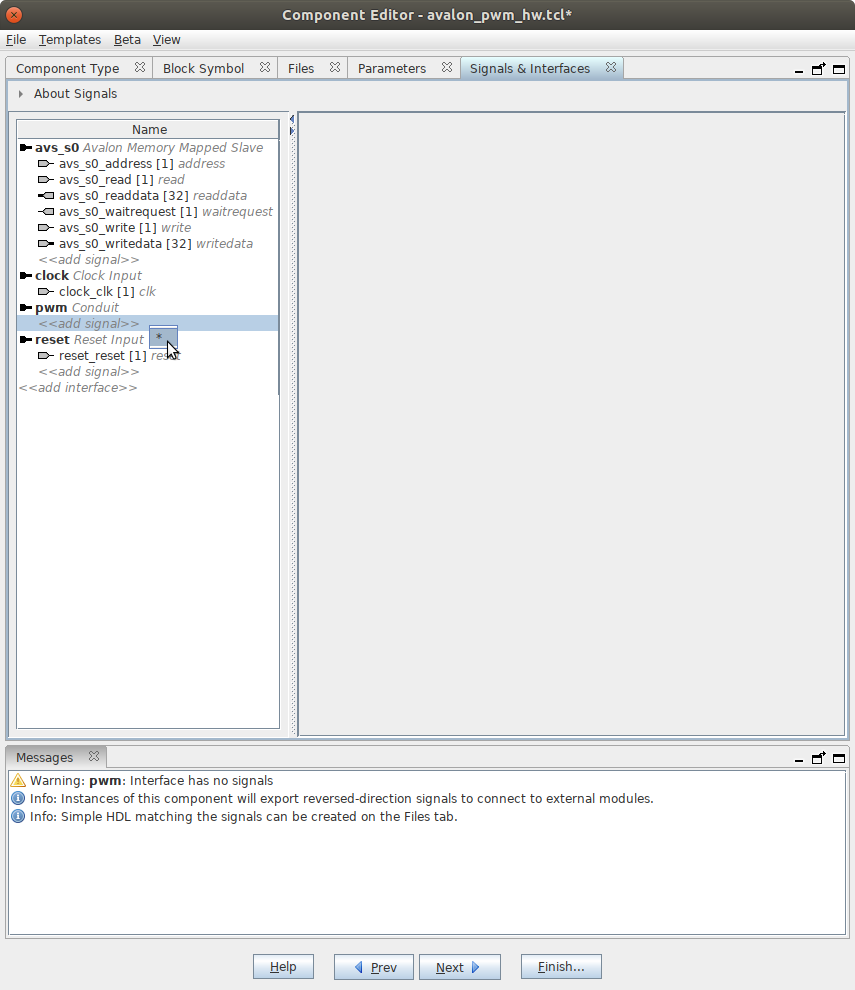 Component Editor - avalon_pwm_hw.tcl*
File Templates Beta View
Component Type Block Symbol Files Parameters Signals & Interfaces
About Signals
Name
avs_s0 Avalon Memory Mapped Slave
avs_s0_address [1] address
avs_s0_read [1] read
avs_s0_readdata [32] readdata
avs_s0_waitrequest [1] waitrequest
avs_s0_write [1] write
avs_s0_writedata [32] writedata
<<add signal>>
clock Clock Input
clock_clk [1] clk
pwm Conduit
<<add signal>>
*
reset Reset Input
reset_reset [1] reset
<<add signal>>
<<add interface>>
Messages
Warning: pwm: Interface has no signals
Info: Instances of this component will export reversed-direction signals to connect to external modules.
Info: Simple HDL matching the signals can be created on the Files tab.
Help Prev Next Finish...